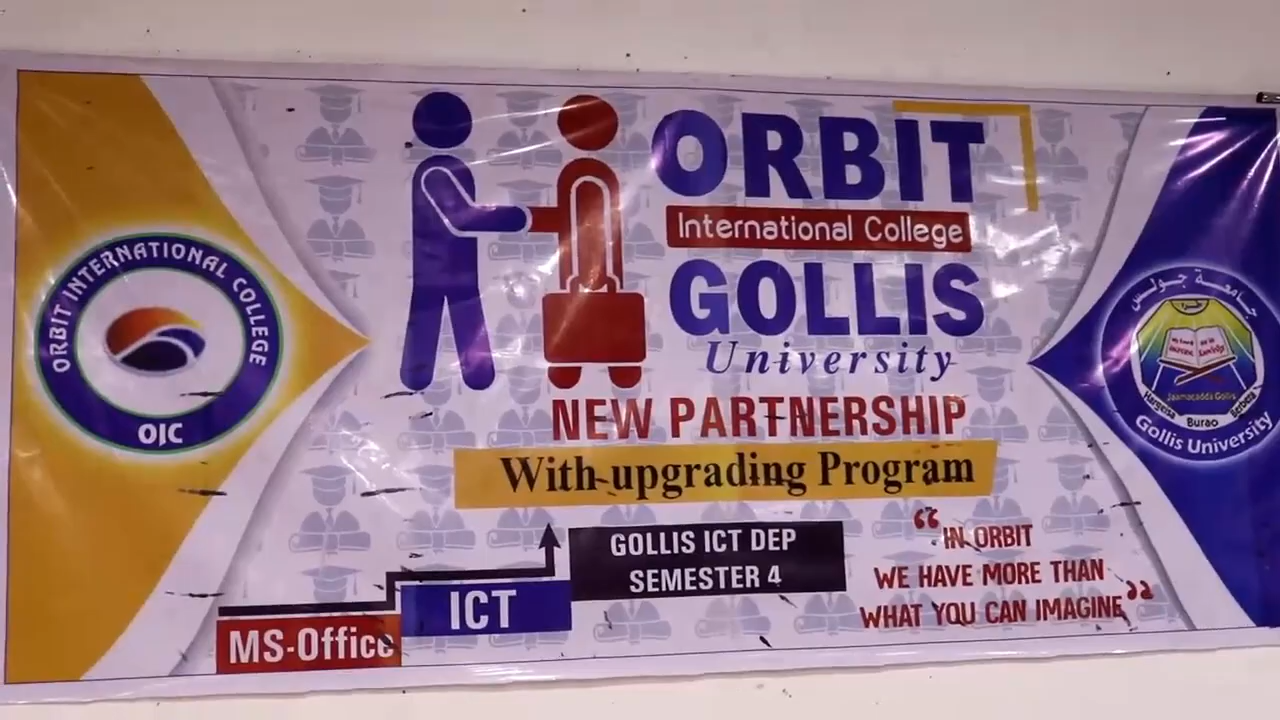 ORBIT INTERNATIONAL COLLEGE
OIC
ORBIT
International College
GOLLIS
University
NEW PARTNERSHIP
With upgrading Program
MS-Office
ICT
GOLLIS ICT DEP
SEMESTER 4
“IN ORBIT
WE HAVE MORE THAN
WHAT YOU CAN IMAGINE”
جامعة جولس
Jaamacadda Gollis
Hargeisa Burao
Gollis University